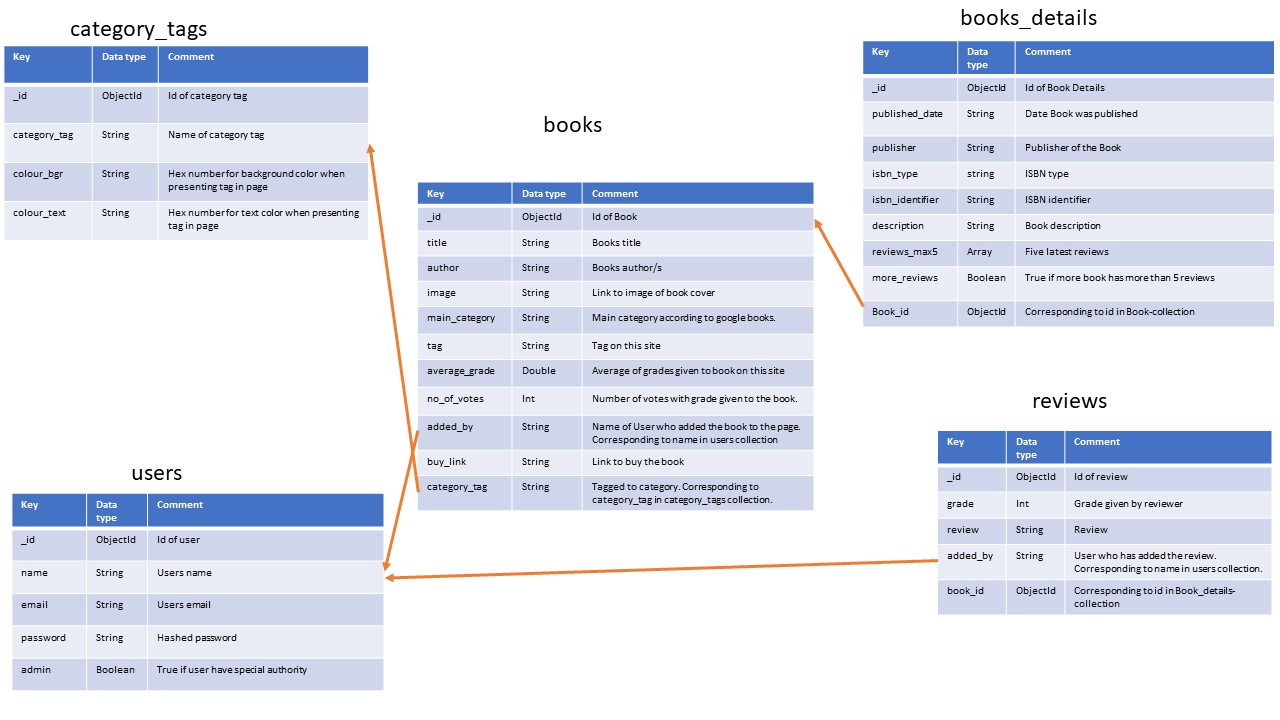 category_tags
Key Data type Comment
_id ObjectId Id of category tag
category_tag String Name of category tag
colour_bgr String Hex number for background color when
presenting tag in page
colour_text String Hex number for text color when presenting
tag in page
books
Key Data type Comment
_id ObjectId Id of Book
title String Books title
author String Books author/s
image String Link to image of book cover
main_category String Main category according to google books.
tag String Tag on this site
average_grade Double Average of grades given to book on this site
no_of_votes Int Number of votes with grade given to the book.
added_by String Name of User who added the book to the page.
Corresponding to name in users collection
buy_link String Link to buy the book
category_tag String Tagged to category. Corresponding to
category_tag in category_tags collection.
books_details
Key Data
type Comment
_id ObjectId Id of Book Details
published_date String Date Book was published
publisher String Publisher of the Book
isbn_type string ISBN type
isbn_identifier String ISBN identifier
description String Book description
reviews_max5 Array Five latest reviews
more_reviews Boolean True if more book has more than 5 reviews
Book_id ObjectId Corresponding to id in Book-collection
users
Key Data
type Comment
_id ObjectId Id of user
name String Users name
email String Users email
password String Hashed password
admin Boolean True if user have special authority
reviews
Key Data
type Comment
_id ObjectId Id of review
grade Int Grade given by reviewer
review String Review
added_by String User who has added the review.
Corresponding to name in users collection.
book_id ObjectId Corresponding to id in Book_details-
collection